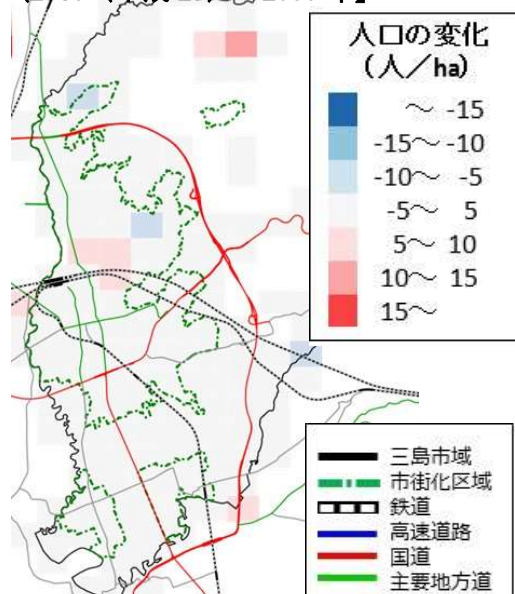 人口の変化
(人/ha)
～ -15
-15～ -10
-10～ -5
-5～ 5
5～ 10
10～ 15
15～
三島市域
市街化区域
鉄道
高速道路
国道
主要地方道